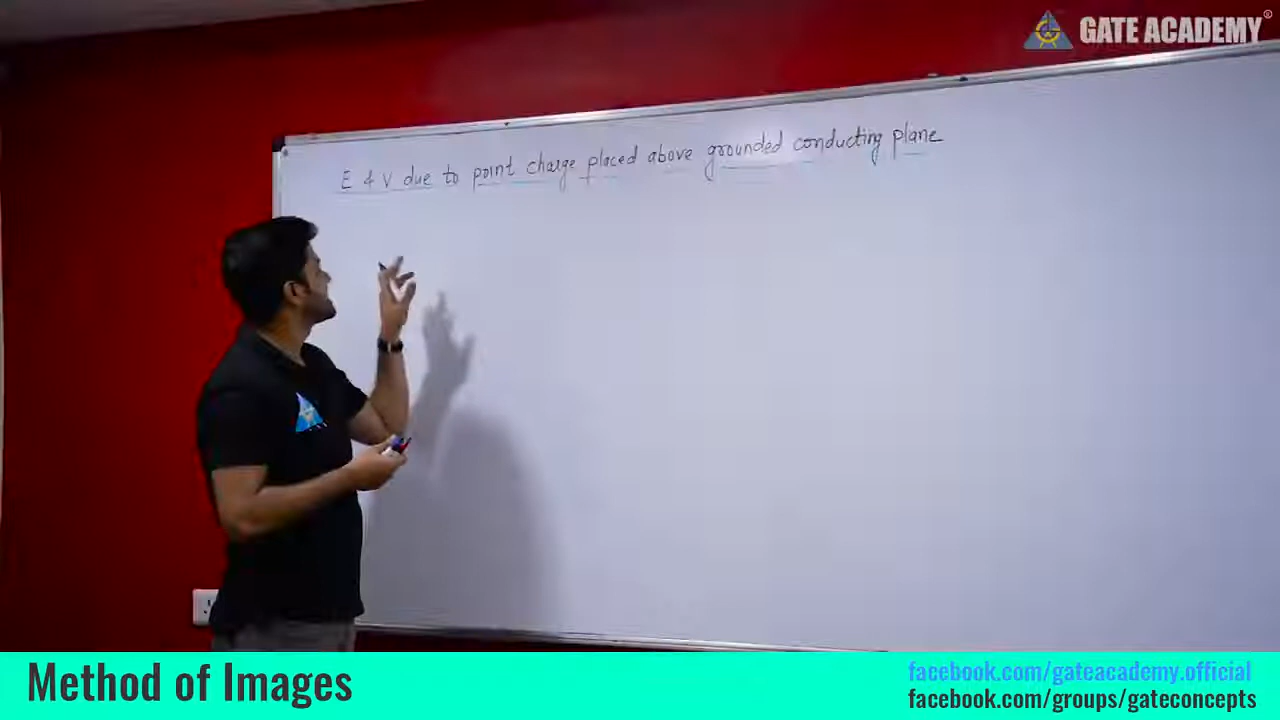 GATE ACADEMY®
E & V due to point charge placed above grounded conducting plane
Method of Images
facebook.com/gateacademy.official
facebook.com/groups/gateconcepts